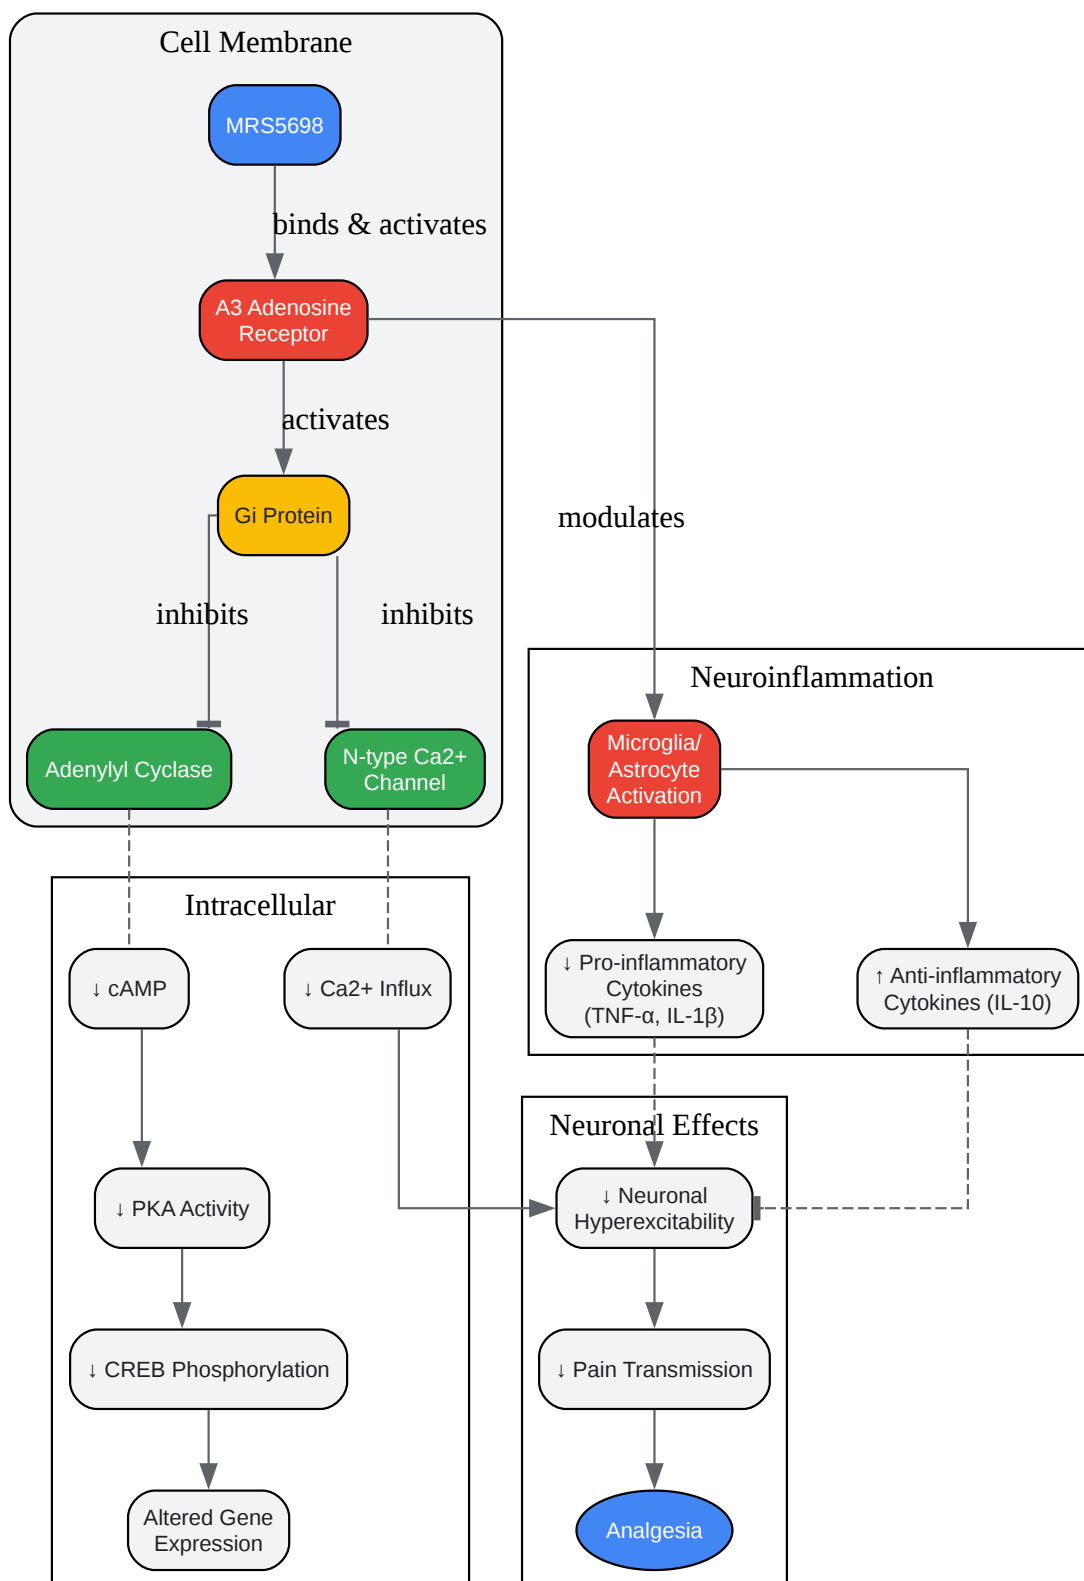 Cell Membrane
MRS5698
binds & activates
A3 Adenosine
Receptor
activates
Gi Protein
modulates
inhibits
inhibits
Adenylyl Cyclase
N-type Ca2+
Channel
Neuroinflammation
Microglia/
Astrocyte
Activation
↓ Pro-inflammatory
Cytokines
(TNF-α, IL-1β)
↑ Anti-inflammatory
Cytokines (IL-10)
Intracellular
↓ cAMP
↓ Ca2+ Influx
↓ PKA Activity
↓ CREB Phosphorylation
Altered Gene
Expression
Neuronal Effects
↓ Neuronal
Hyperexcitability
↓ Pain Transmission
Analgesia